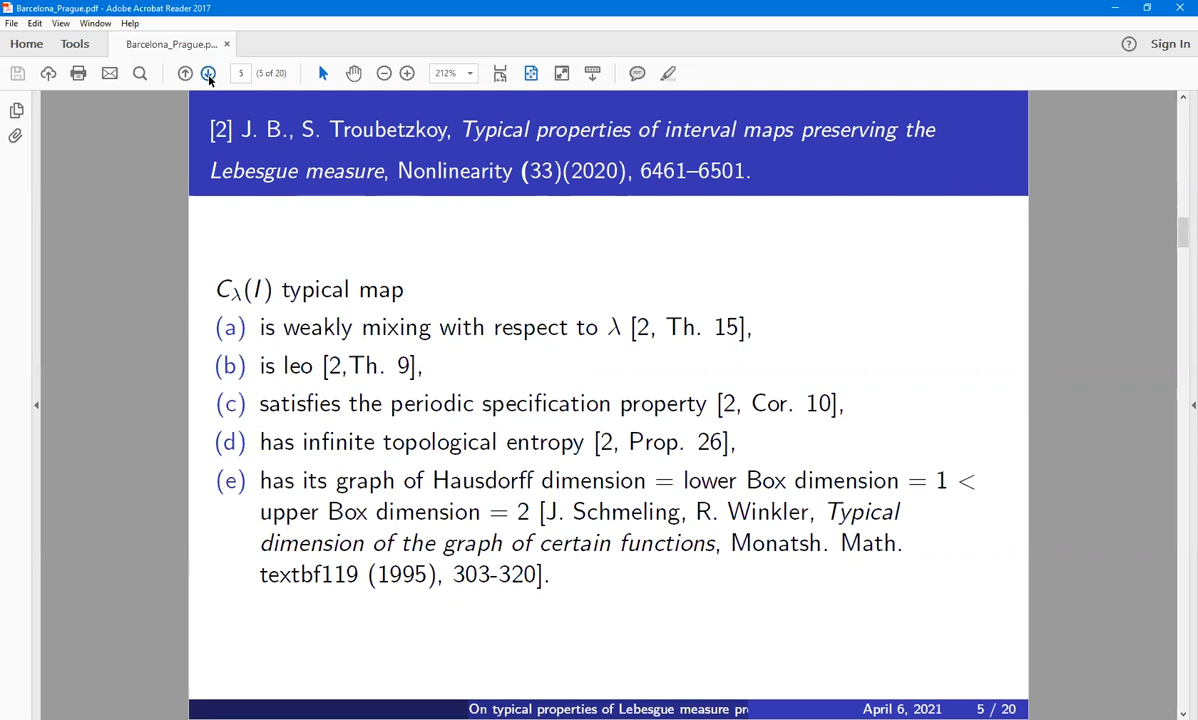 Barcelona_Prague.pdf - Adobe Acrobat Reader 2017
File Edit View Window Help
Home Tools Barcelona_Prague.p... × Sign In
5 (5 of 20) 212%
[2] J. B., S. Troubetzkoy, Typical properties of interval maps preserving the
Lebesgue measure, Nonlinearity (33)(2020), 6461–6501.
Cλ(I) typical map
(a) is weakly mixing with respect to λ [2, Th. 15],
(b) is leo [2,Th. 9],
(c) satisfies the periodic specification property [2, Cor. 10],
(d) has infinite topological entropy [2, Prop. 26],
(e) has its graph of Hausdorff dimension = lower Box dimension = 1 <
upper Box dimension = 2 [J. Schmeling, R. Winkler, Typical
dimension of the graph of certain functions, Monatsh. Math.
textbf119 (1995), 303-320].
On typical properties of Lebesgue measure pr April 6, 2021 5 / 20